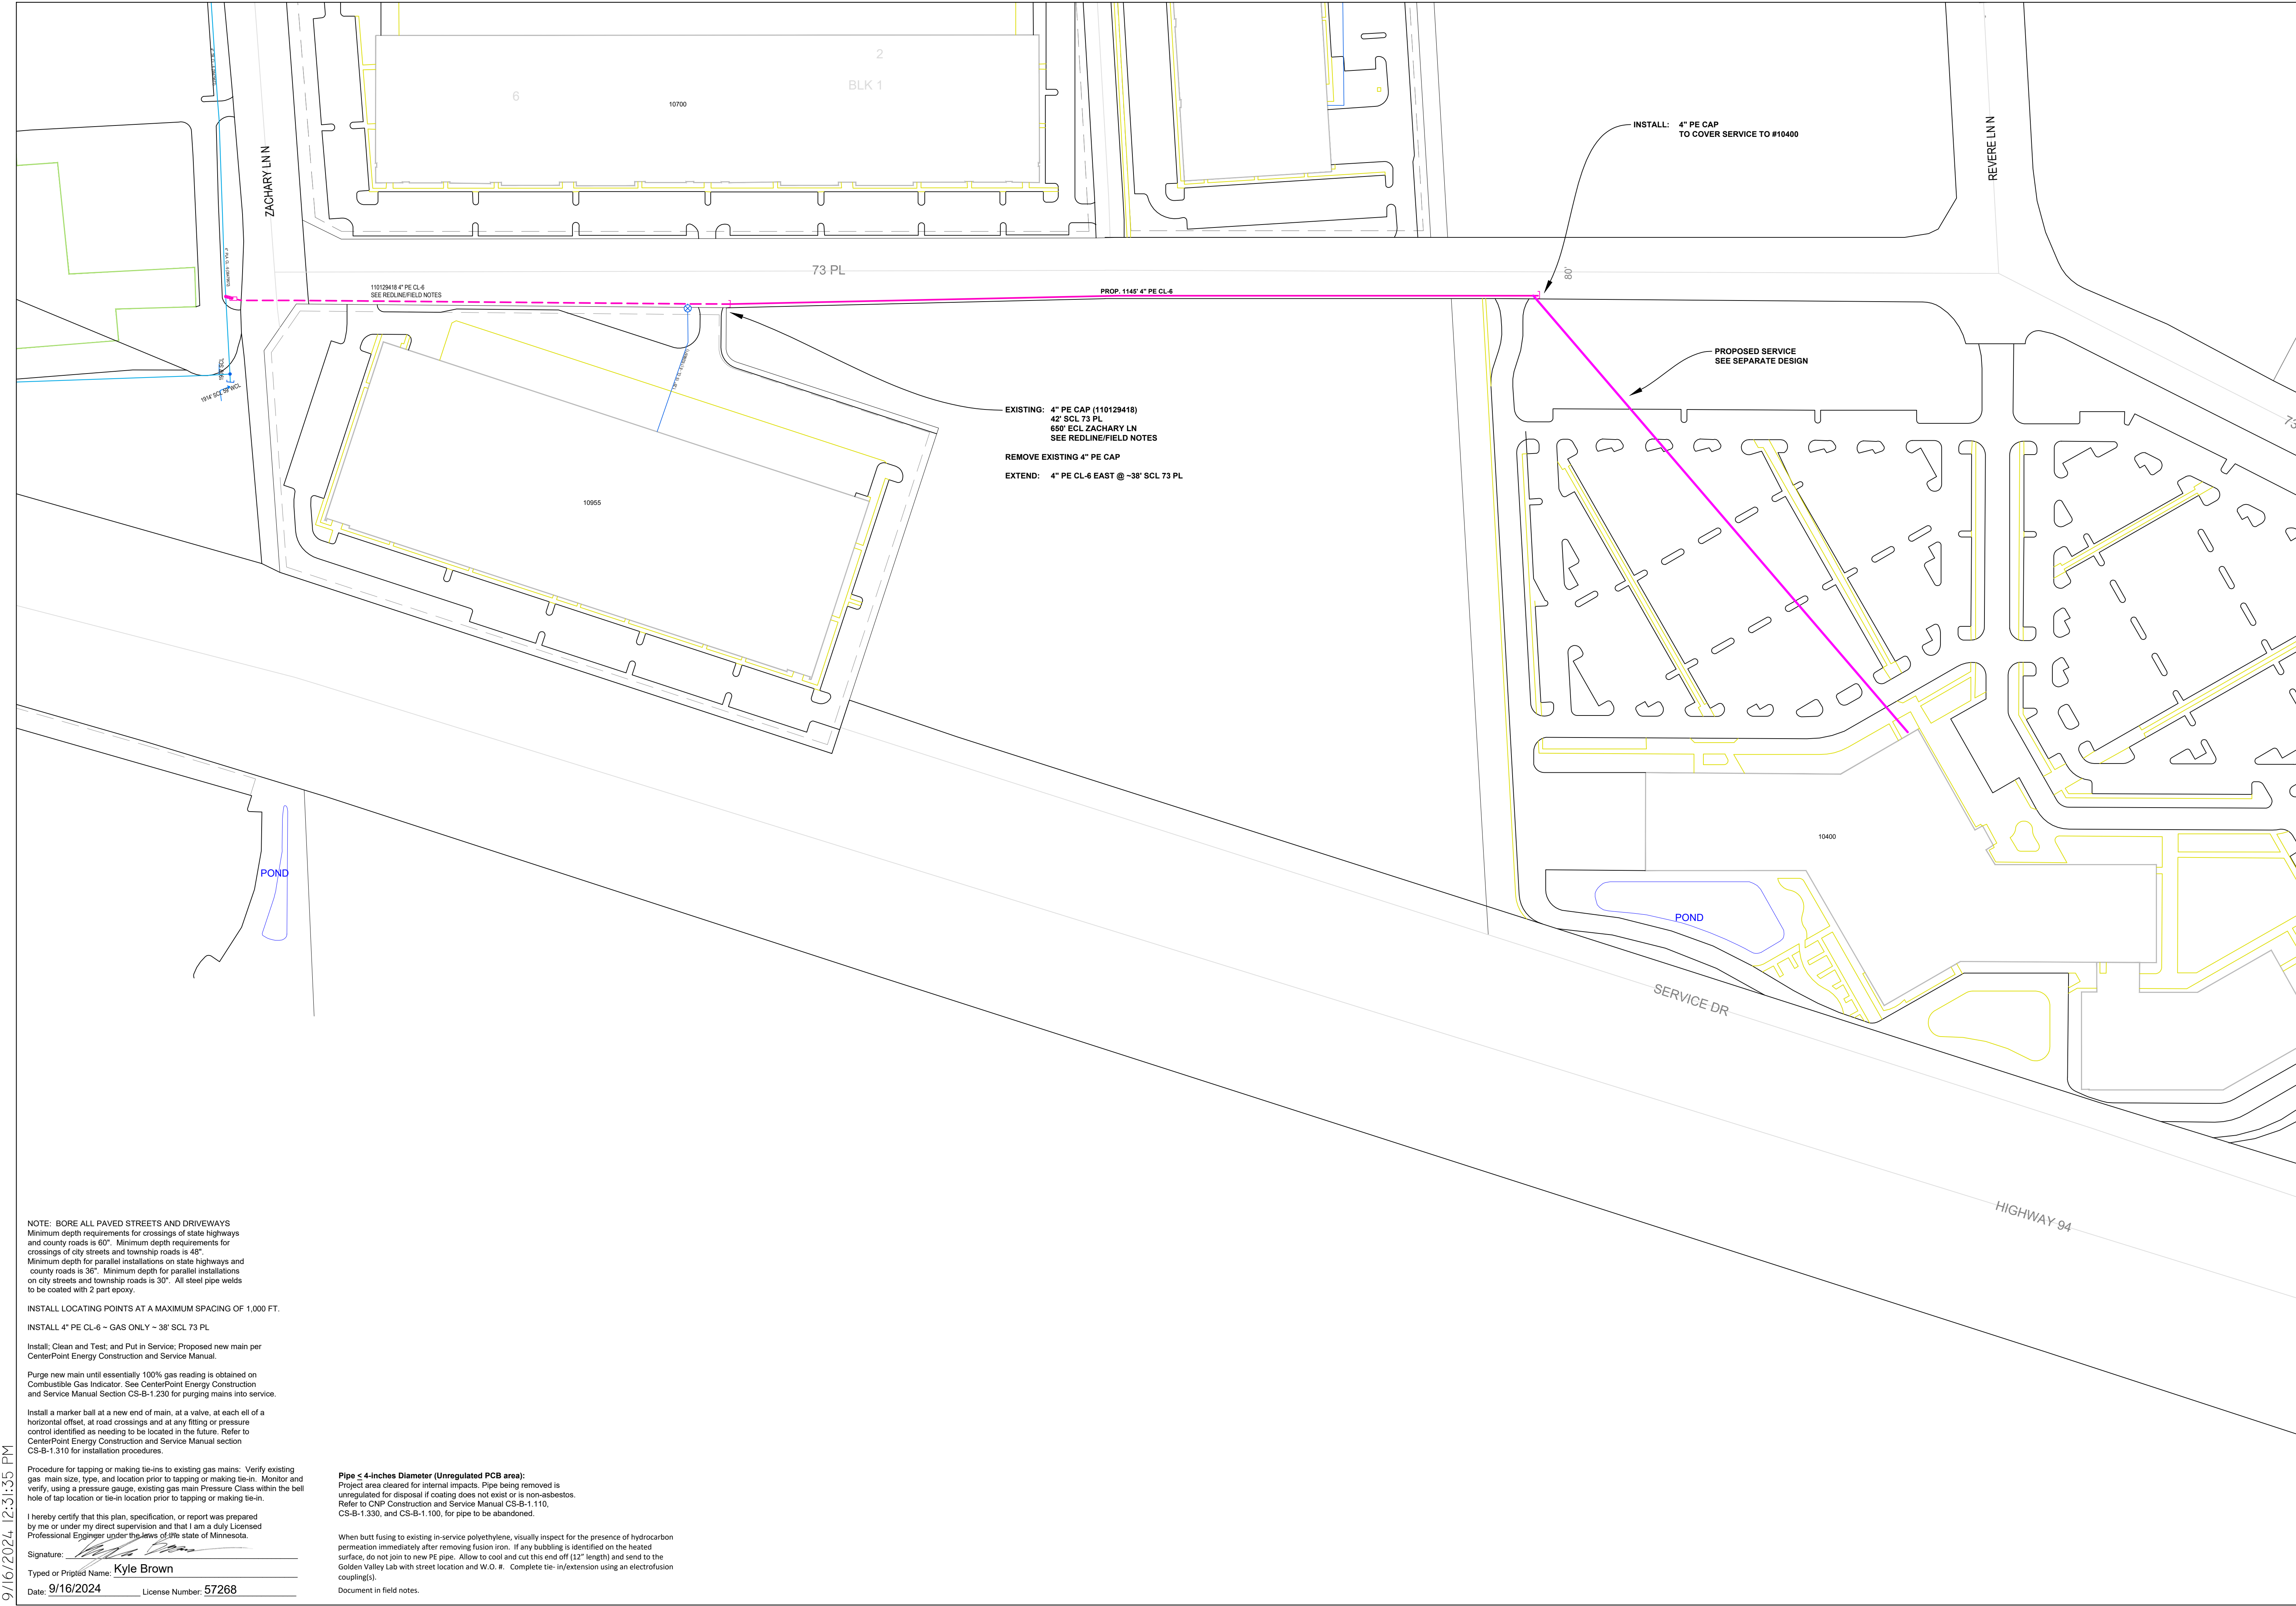 2
BLK 1
6
10700
ZACHARY LN N
INSTALL: 4" PE CAP
TO COVER SERVICE TO #10400
REVERE LN N
73 PL
80'
110129418 4" PE CL-6
SEE REDLINE/FIELD NOTES
PROP. 1145' 4" PE CL-6
PROPOSED SERVICE
SEE SEPARATE DESIGN
1914' SCL
EXISTING: 4" PE CAP (110129418)
42' SCL 73 PL
650' ECL ZACHARY LN
SEE REDLINE/FIELD NOTES
REMOVE EXISTING 4" PE CAP
EXTEND: 4" PE CL-6 EAST @ ~38' SCL 73 PL
73
10955
10400
POND
POND
SERVICE DR
HIGHWAY 94
NOTE: BORE ALL PAVED STREETS AND DRIVEWAYS
Minimum depth requirements for crossings of state highways
and county roads is 60". Minimum depth requirements for
crossings of city streets and township roads is 48".
Minimum depth for parallel installations on state highways and
county roads is 36". Minimum depth for parallel installations
on city streets and township roads is 30". All steel pipe welds
to be coated with 2 part epoxy.
INSTALL LOCATING POINTS AT A MAXIMUM SPACING OF 1,000 FT.
INSTALL 4" PE CL-6 ~ GAS ONLY ~ 38' SCL 73 PL
Install; Clean and Test; and Put in Service; Proposed new main per
CenterPoint Energy Construction and Service Manual.
Purge new main until essentially 100% gas reading is obtained on
Combustible Gas Indicator. See CenterPoint Energy Construction
and Service Manual Section CS-B-1.230 for purging mains into service.
Install a marker ball at a new end of main, at a valve, at each ell of a
horizontal offset, at road crossings and at any fitting or pressure
control identified as needing to be located in the future. Refer to
CenterPoint Energy Construction and Service Manual section
CS-B-1.310 for installation procedures.
Procedure for tapping or making tie-ins to existing gas mains: Verify existing
gas main size, type, and location prior to tapping or making tie-in. Monitor and
verify, using a pressure gauge, existing gas main Pressure Class within the bell
hole of tap location or tie-in location prior to tapping or making tie-in.
I hereby certify that this plan, specification, or report was prepared
by me or under my direct supervision and that I am a duly Licensed
Professional Engineer under the laws of the state of Minnesota.
Signature:
Typed or Printed Name: Kyle Brown
Date: 9/16/2024 License Number: 57268
Pipe ≤ 4-inches Diameter (Unregulated PCB area):
Project area cleared for internal impacts. Pipe being removed is
unregulated for disposal if coating does not exist or is non-asbestos.
Refer to CNP Construction and Service Manual CS-B-1.110,
CS-B-1.330, and CS-B-1.100, for pipe to be abandoned.
When butt fusing to existing in-service polyethylene, visually inspect for the presence of hydrocarbon
permeation immediately after removing fusion iron. If any bubbling is identified on the heated
surface, do not join to new PE pipe. Allow to cool and cut this end off (12" length) and send to the
Golden Valley Lab with street location and W.O. #. Complete tie- in/extension using an electrofusion
coupling(s).
Document in field notes.
9/16/2024 12:31:35 PM